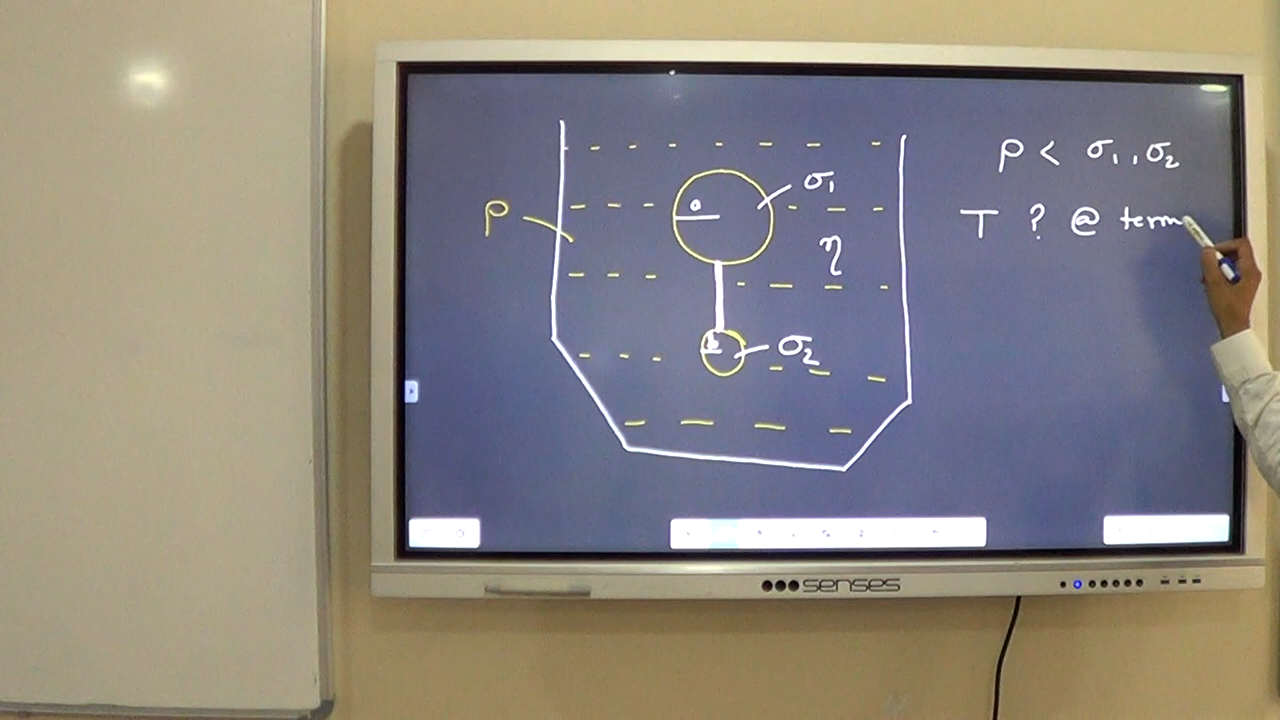 ρ < σ₁, σ₂
T ? @ term
a
σ₁
ρ
η
b
σ₂
senses